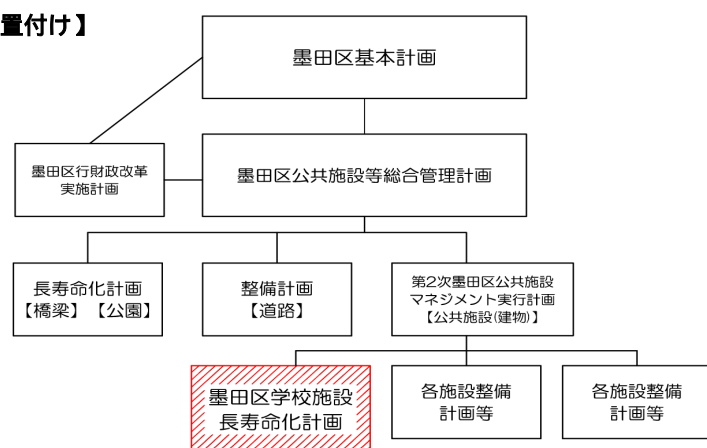 置付け】
墨田区基本計画
墨田区行財政改革
実施計画
墨田区公共施設等総合管理計画
長寿命化計画
【橋梁】【公園】
整備計画
【道路】
第2次墨田区公共施設
マネジメント実行計画
【公共施設(建物)】
墨田区学校施設
長寿命化計画
各施設整備
計画等
各施設整備
計画等